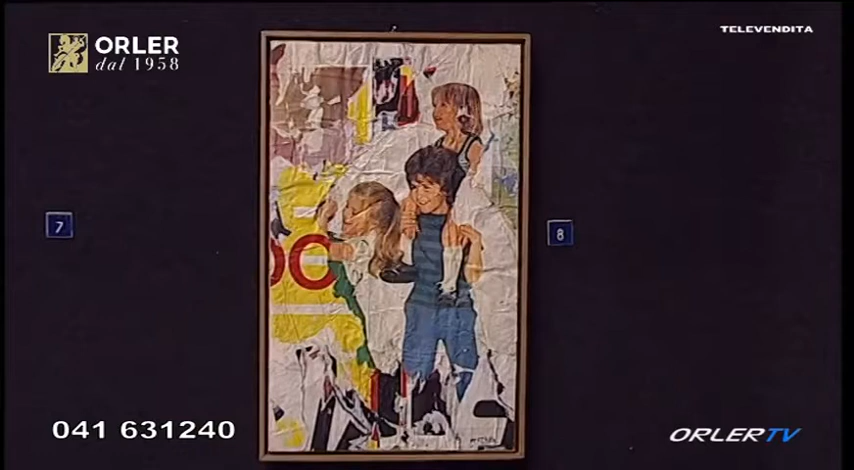 ORLER
dal 1958
TELEVENDITA
7
8
041 631240
ORLERTV